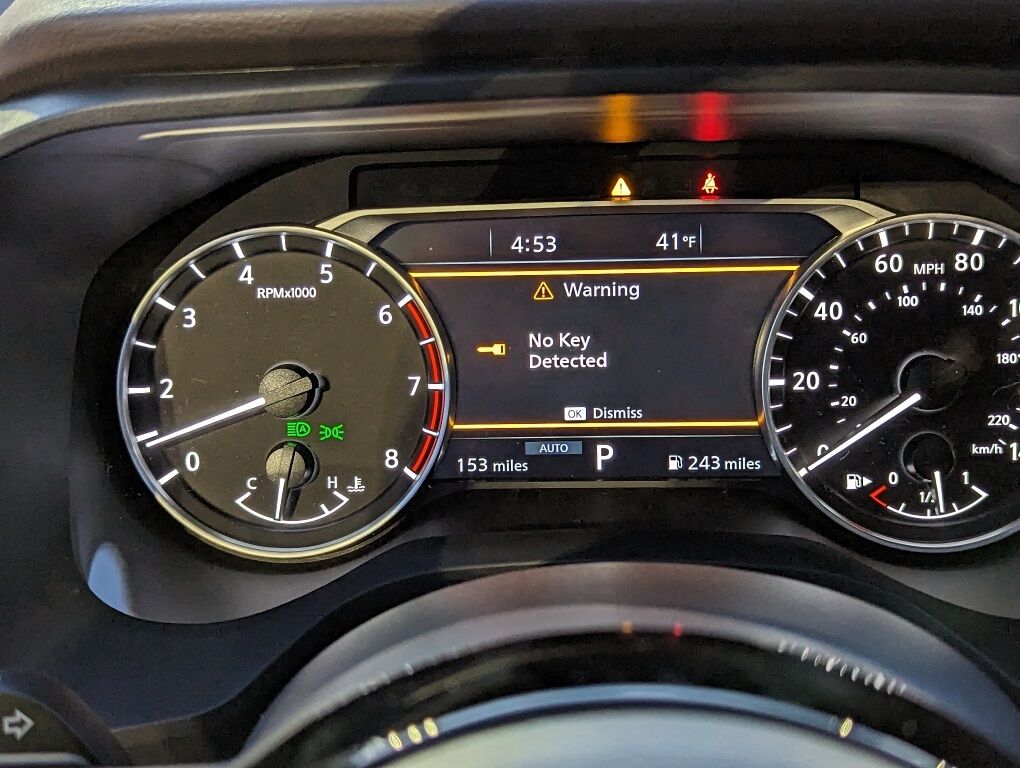 4:53
41°F
Warning
No Key
Detected
OK Dismiss
153 miles
AUTO
P
243 miles
RPMx1000
0
2
3
4
5
6
7
8
C
H
A
MPH
20
40
60
80
20
60
100
140
180
220
km/h
0
1/
1